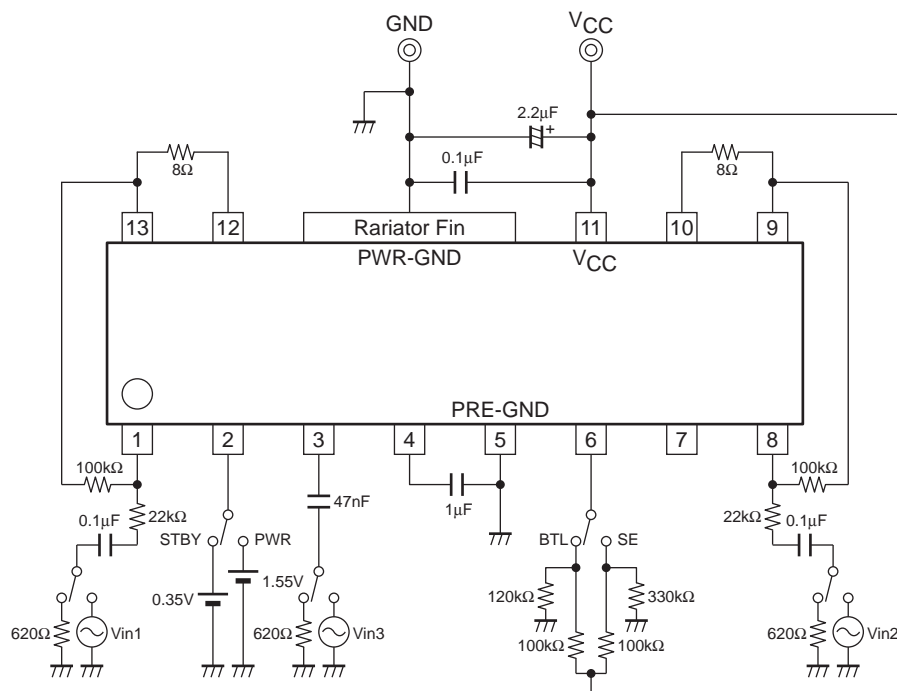 GND
VCC
2.2μF
+
0.1μF
8Ω
8Ω
13
12
Rariator Fin
11
10
9
PWR-GND
VCC
PRE-GND
1
2
3
4
5
6
7
8
100kΩ
100kΩ
22kΩ
0.1μF
47nF
1μF
22kΩ
0.1μF
STBY
PWR
BTL
SE
1.55V
0.35V
120kΩ
330kΩ
620Ω
Vin1
620Ω
Vin3
100kΩ
100kΩ
620Ω
Vin2